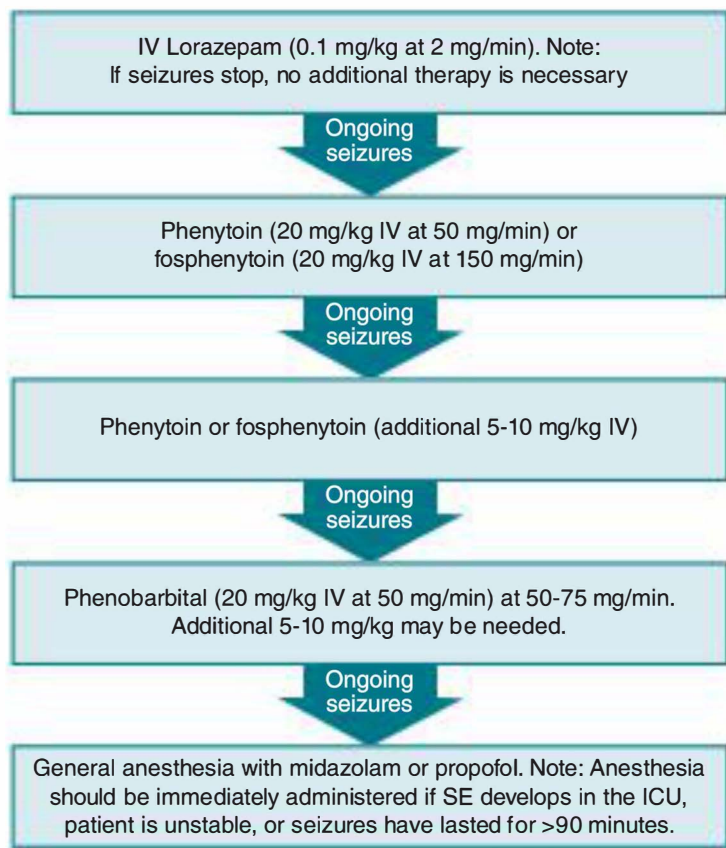 IV Lorazepam (0.1 mg/kg at 2 mg/min). Note:
If seizures stop, no additional therapy is necessary
Ongoing
seizures
Phenytoin (20 mg/kg IV at 50 mg/min) or
fosphenytoin (20 mg/kg IV at 150 mg/min)
Ongoing
seizures
Phenytoin or fosphenytoin (additional 5-10 mg/kg IV)
Ongoing
seizures
Phenobarbital (20 mg/kg IV at 50 mg/min) at 50-75 mg/min.
Additional 5-10 mg/kg may be needed.
Ongoing
seizures
General anesthesia with midazolam or propofol. Note: Anesthesia
should be immediately administered if SE develops in the ICU,
patient is unstable, or seizures have lasted for >90 minutes.